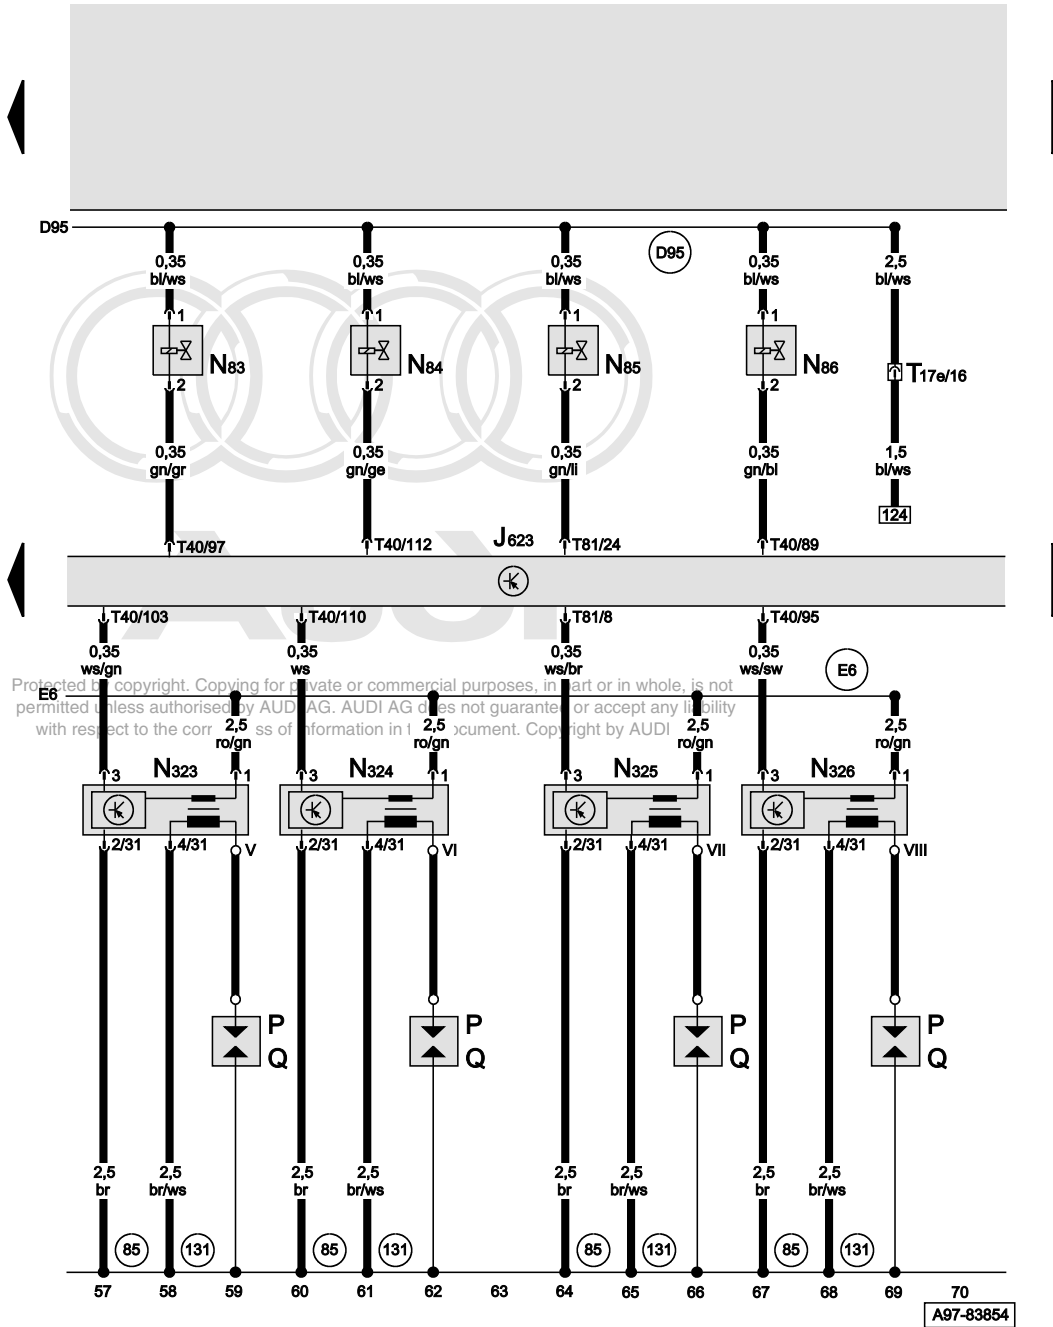 D95
D95
0,35 0,35 0,35 0,35 2,5
bl/ws bl/ws bl/ws bl/ws bl/ws
1 1 1 1
N83 N84 N85 N86 T17e/16
2 2 2 2
0,35 0,35 0,35 0,35 1,5
gn/gr gn/ge gn/li gn/bl bl/ws
124
J623
T40/97 T40/112 T81/24 T40/89
T40/103 T40/110 T81/8 T40/95
0,35 0,35 0,35 0,35
ws/gn ws ws/br ws/sw
E6
Protected by copyright. Copying for private or commercial purposes, in part or in whole, is not
E6
permitted unless authorised by AUDI AG. AUDI AG does not guarantee or accept any liability
with respect to the corr ss of information in t ocument. Copyright by AUDI
2,5 2,5 2,5 2,5
ro/gn ro/gn ro/gn ro/gn
N323 N324 N325 N326
3 1 3 1 3 1 3 1
2/31 4/31 V 2/31 4/31 VI 2/31 4/31 VII 2/31 4/31 VIII
P P P P
Q Q Q Q
2,5 2,5 2,5 2,5 2,5 2,5 2,5 2,5
br br/ws br br/ws br br/ws br br/ws
85 131 85 131 85 131 85 131
57 58 59 60 61 62 63 64 65 66 67 68 69 70
A97-83854